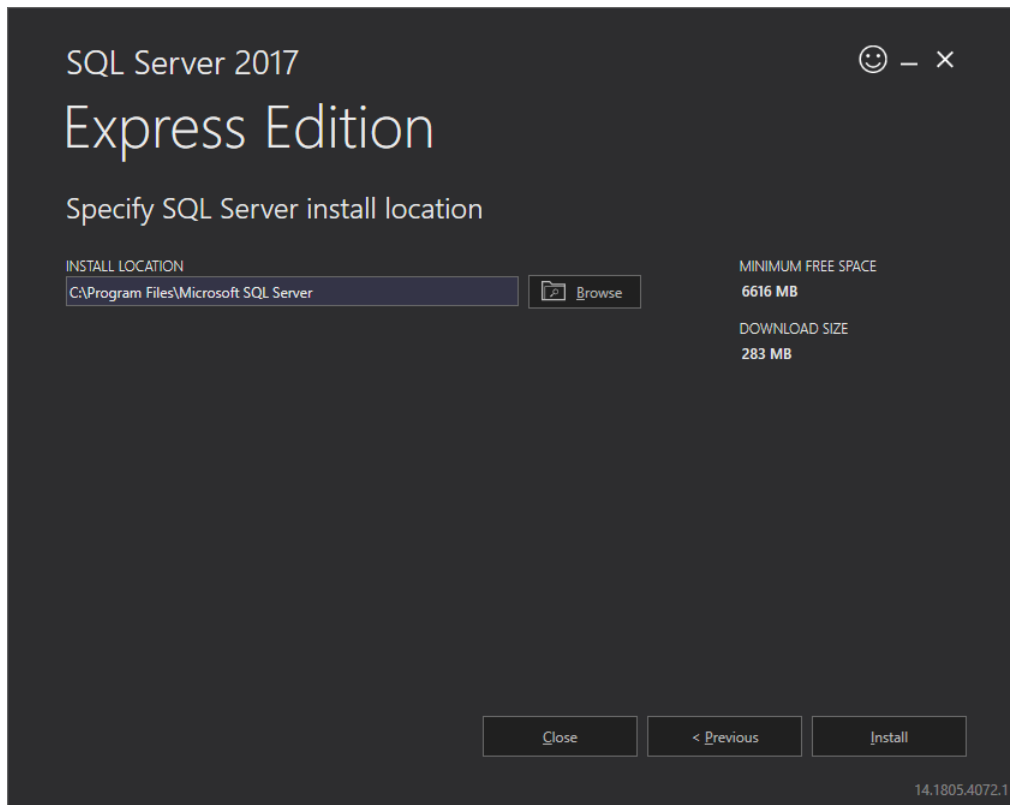 SQL Server 2017
Express Edition
Specify SQL Server install location
INSTALL LOCATION
C:\Program Files\Microsoft SQL Server
Browse
MINIMUM FREE SPACE
6616 MB
DOWNLOAD SIZE
283 MB
Close
< Previous
Install
14.1805.4072.1